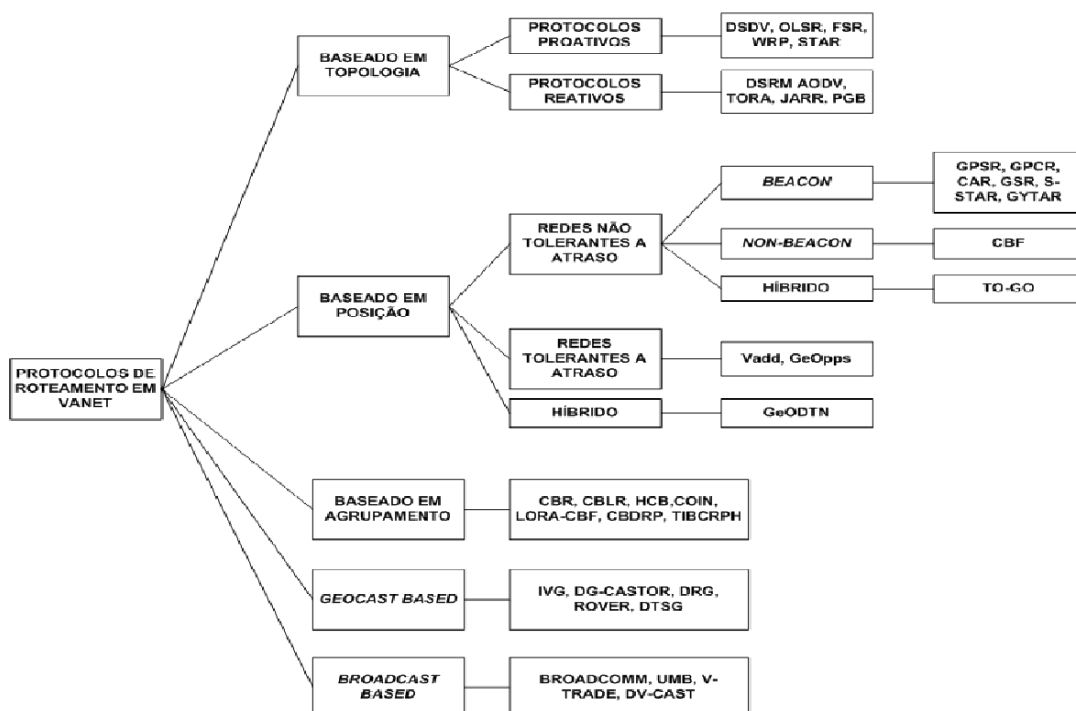 PROTOCOLOS DE
ROTEAMENTO EM
VANET
BASEADO EM
TOPOLOGIA
PROTOCOLOS
PROATIVOS
DSDV, OLSR, FSR,
WRP, STAR
PROTOCOLOS
REATIVOS
DSRM AODV,
TORA, JARR, PGB
BASEADO EM
POSIÇÃO
REDES NÃO
TOLERANTES A
ATRASO
BEACON
GPSR, GPCR,
CAR, GSR, S-
STAR, GYTAR
NON-BEACON
CBF
HÍBRIDO
TO-GO
REDES
TOLERANTES A
ATRASO
Vadd, GeOpps
HÍBRIDO
GeODTN
BASEADO EM
AGRUPAMENTO
CBR, CBLR, HCB,COIN,
LORA-CBF, CBDRP, TIBCRPH
GEOCAST BASED
IVG, DG-CASTOR, DRG,
ROVER, DTSG
BROADCAST
BASED
BROADCOMM, UMB, V-
TRADE, DV-CAST